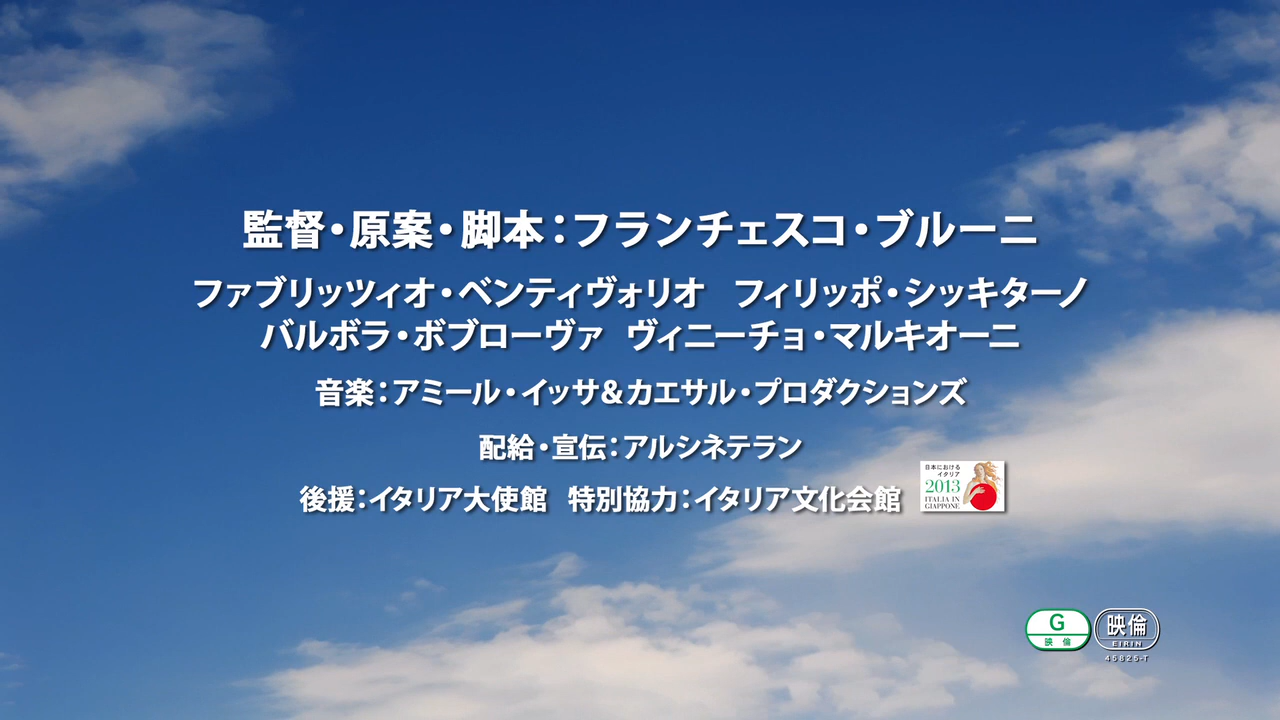 監督・原案・脚本：フランチェスコ・ブルーニ
ファブリッツィオ・ベンティヴォリオ　フィリッポ・シッキターノ
バルボラ・ボブローヴァ　ヴィニーチョ・マルキオーニ
音楽：アミール・イッサ&カエサル・プロダクションズ
配給・宣伝：アルシネテラン
後援：イタリア大使館　特別協力：イタリア文化会館
日本における
イタリア
2013
ITALIA IN
GIAPPONE
G
映倫
映倫
EIRIN
45825-T